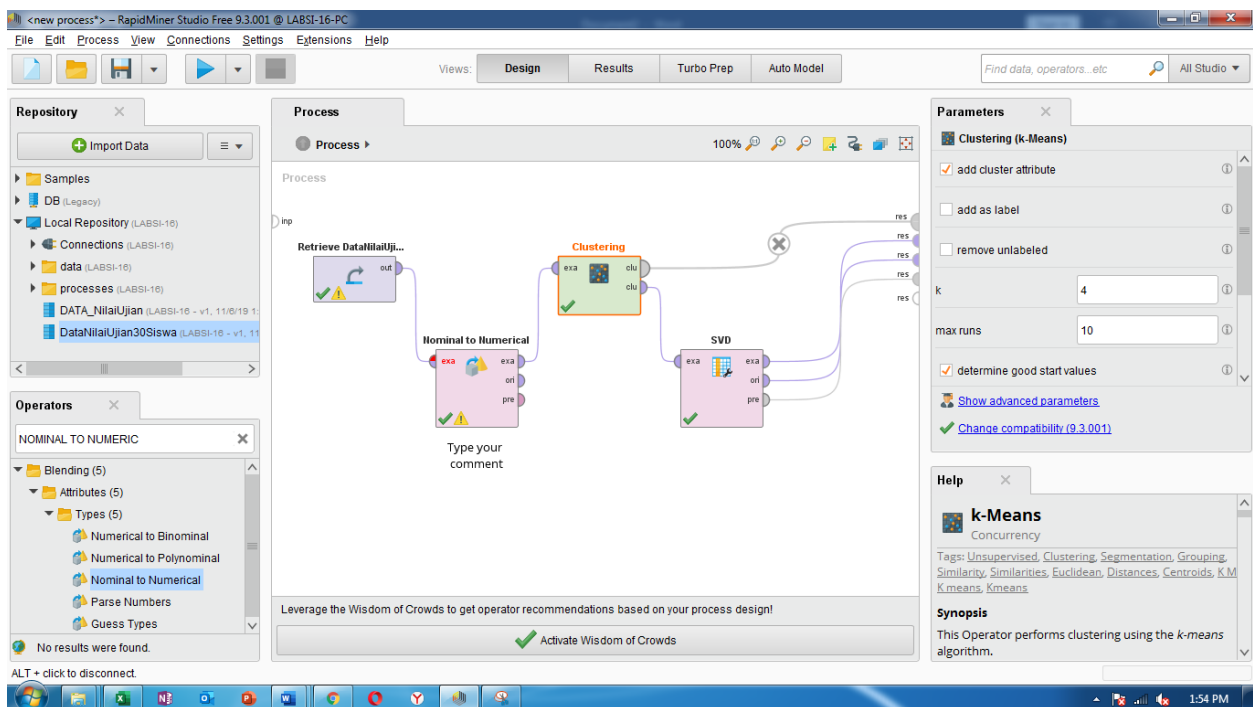 <new process*> – RapidMiner Studio Free 9.3.001 @ LABSI-16-PC
File Edit Process View Connections Settings Extensions Help
Views: Design Results Turbo Prep Auto Model
Find data, operators...etc
All Studio
Repository
Import Data
Samples
DB (Legacy)
Local Repository (LABSI-16)
Connections (LABSI-16)
data (LABSI-16)
processes (LABSI-16)
DATA_NilaiUjian (LABSI-16 - v1, 11/6/19 1:
DataNilaiUjian30Siswa (LABSI-16 - v1, 11
Operators
NOMINAL TO NUMERIC
Blending (5)
Attributes (5)
Types (5)
Numerical to Binominal
Numerical to Polynominal
Nominal to Numerical
Parse Numbers
Guess Types
No results were found.
Process
Process
100%
Process
inp
Retrieve DataNilaiUji...
out
Nominal to Numerical
exa exa
ori
pre
Type your
comment
Clustering
exa clu
clu
SVD
exa exa
ori
pre
res
res
res
res
res
Leverage the Wisdom of Crowds to get operator recommendations based on your process design!
Activate Wisdom of Crowds
Parameters
Clustering (k-Means)
add cluster attribute
add as label
remove unlabeled
k 4
max runs 10
determine good start values
Show advanced parameters
Change compatibility (9.3.001)
Help
k-Means
Concurrency
Tags: Unsupervised, Clustering, Segmentation, Grouping,
Similarity, Similarities, Euclidean, Distances, Centroids, K M
K means, Kmeans
Synopsis
This Operator performs clustering using the k-means
algorithm.
ALT + click to disconnect.
1:54 PM